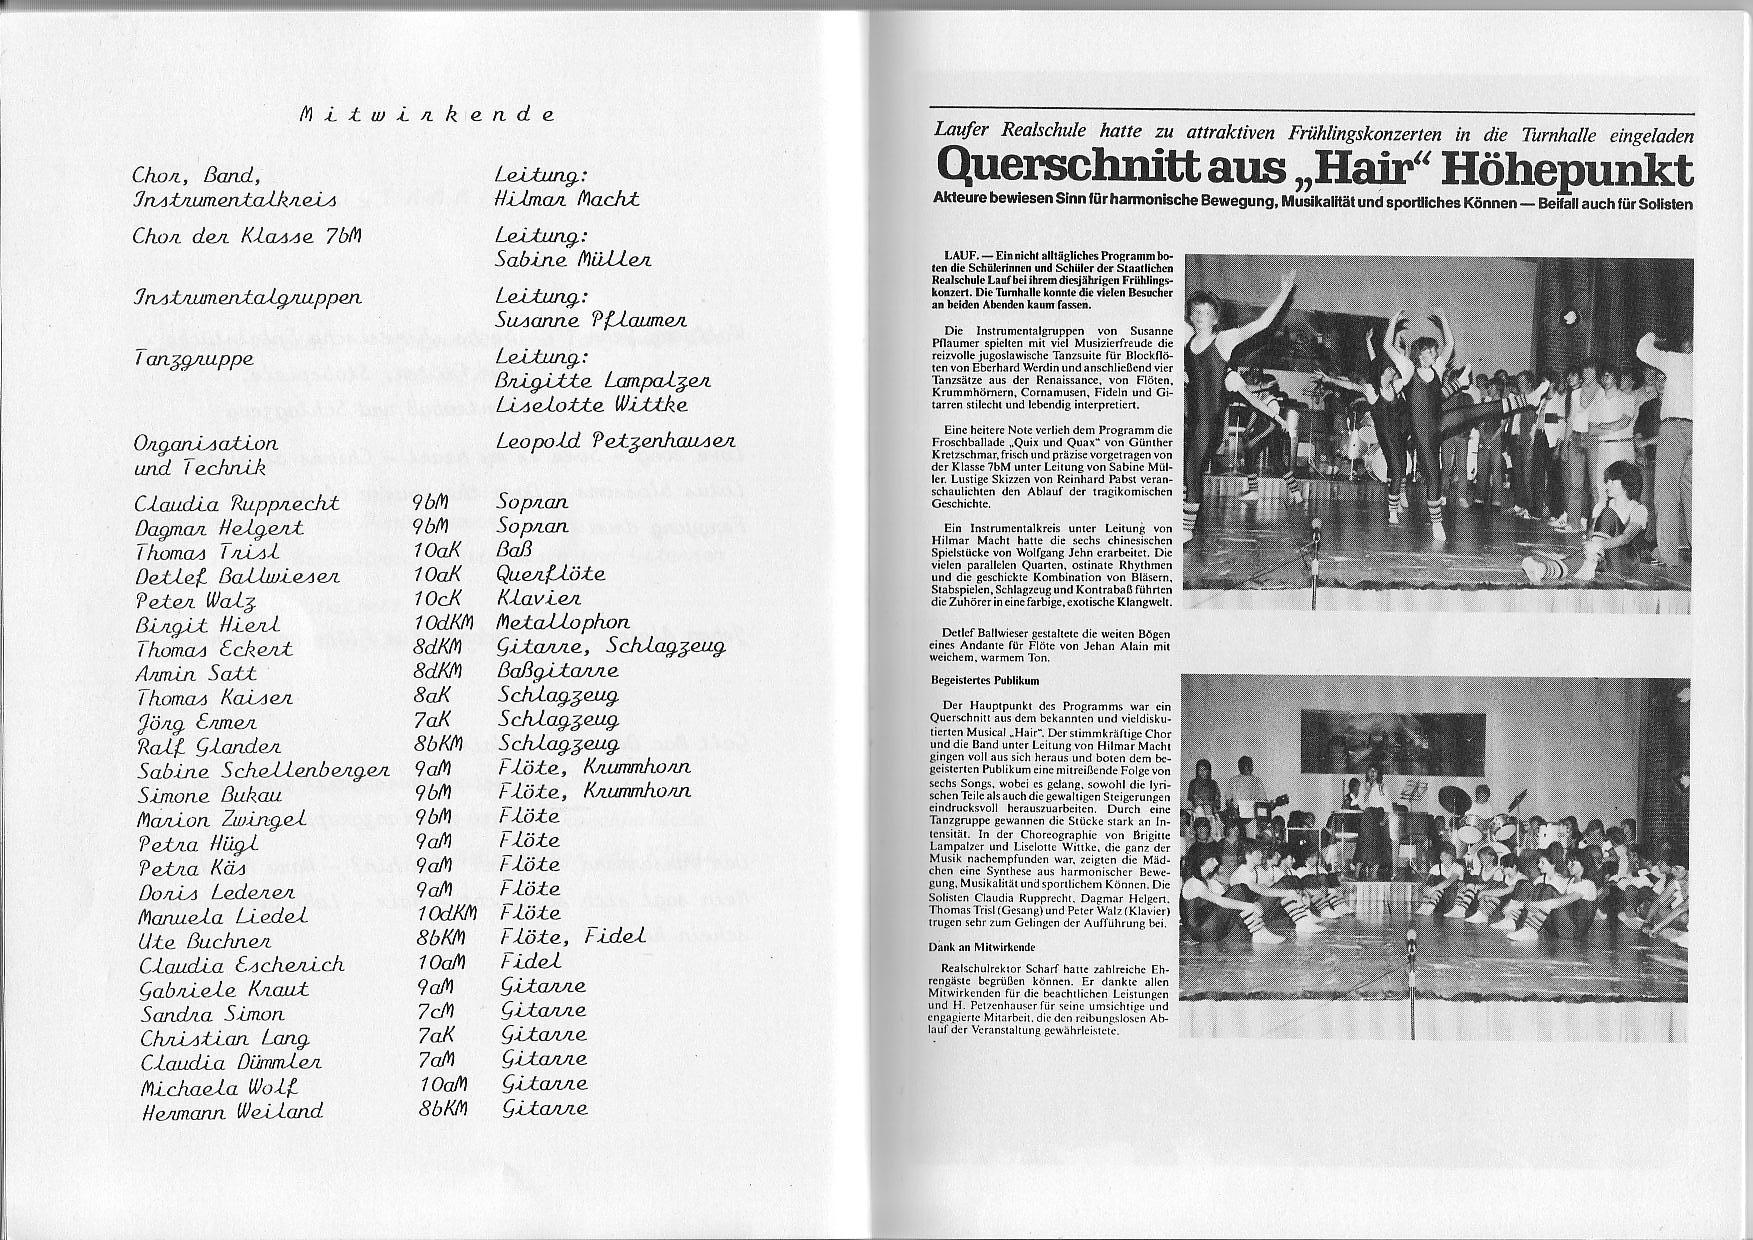 Mitwirkende
Chor, Band, Leitung:
Instrumentalkreis Hilmar Macht
Chor der Klasse 7bM Leitung:
Sabine Müller
Instrumentalgruppen Leitung:
Susanne Pflaumer
Tanzgruppe Leitung:
Brigitte Lampalzer
Liselotte Wittke
Organisation Leopold Petzenhauser
und Technik
Claudia Rupprecht 9bM Sopran
Dagmar Helgert 9bM Sopran
Thomas Trisl 10aK Baß
Detlef Ballwieser 10aK Querflöte
Peter Walz 10cK Klavier
Birgit Hierl 10dKM Metallophon
Thomas Eckert 8dKM Gitarre, Schlagzeug
Armin Satt 8dKM Baßgitarre
Thomas Kaiser 8aK Schlagzeug
Jörg Ermer 7aK Schlagzeug
Ralf Glander 8bKM Schlagzeug
Sabine Schellenberger 9aM Flöte, Krummhorn
Simone Bukau 9bM Flöte, Krummhorn
Marion Zwingel 9bM Flöte
Petra Hügl 9aM Flöte
Petra Käs 9aM Flöte
Doris Lederer 9aM Flöte
Manuela Liedel 10dKM Flöte
Ute Buchner 8bKM Flöte, Fidel
Claudia Escherich 10aM Fidel
Gabriele Kraut 9aM Gitarre
Sandra Simon 7cM Gitarre
Christian Lang 7aK Gitarre
Claudia Dümmler 7aM Gitarre
Michaela Wolf 10aM Gitarre
Hermann Weiland 8bKM Gitarre
Laufer Realschule hatte zu attraktiven Frühlingskonzerten in die Turnhalle eingeladen
Querschnitt aus „Hair“ Höhepunkt
Akteure bewiesen Sinn für harmonische Bewegung, Musikalität und sportliches Können — Beifall auch für Solisten
LAUF. — Ein nicht alltägliches Programm bo-
ten die Schülerinnen und Schüler der Staatlichen
Realschule Lauf bei ihrem diesjährigen Frühlings-
konzert. Die Turnhalle konnte die vielen Besucher
an beiden Abenden kaum fassen.
Die Instrumentalgruppen von Susanne
Pflaumer spielten mit viel Musizierfreude die
reizvolle jugoslawische Tanzsuite für Blockflö-
ten von Eberhard Werdin und anschließend vier
Tanzsätze aus der Renaissance, von Flöten,
Krummhörnern, Cornamusen, Fideln und Gi-
tarren stilecht und lebendig interpretiert.
Eine heitere Note verlieh dem Programm die
Froschballade „Quix und Quax“ von Günther
Kretzschmar, frisch und präzise vorgetragen von
der Klasse 7bM unter Leitung von Sabine Mül-
ler. Lustige Skizzen von Reinhard Pabst veran-
schaulichten den Ablauf der tragikomischen
Geschichte.
Ein Instrumentalkreis unter Leitung von
Hilmar Macht hatte die sechs chinesischen
Spielstücke von Wolfgang Jehn erarbeitet. Die
vielen parallelen Quarten, ostinate Rhythmen
und die geschickte Kombination von Bläsern,
Stabspielen, Schlagzeug und Kontrabaß führten
die Zuhörer in eine farbige, exotische Klangwelt.
Detlef Ballwieser gestaltete die weiten Bögen
eines Andante für Flöte von Jehan Alain mit
weichem, warmem Ton.
Begeistertes Publikum
Der Hauptpunkt des Programms war ein
Querschnitt aus dem bekannten und vieldisku-
tierten Musical „Hair“. Der stimmkräftige Chor
und die Band unter Leitung von Hilmar Macht
gingen voll aus sich heraus und boten dem be-
geisterten Publikum eine mitreißende Folge von
sechs Songs, wobei es gelang, sowohl die lyri-
schen Teile als auch die gewaltigen Steigerungen
eindrucksvoll herauszuarbeiten. Durch eine
Tanzgruppe gewannen die Stücke stark an In-
tensität. In der Choreographie von Brigitte
Lampalzer und Liselotte Wittke, die ganz der
Musik nachempfunden war, zeigten die Mäd-
chen eine Synthese aus harmonischer Bewe-
gung, Musikalität und sportlichem Können. Die
Solisten Claudia Rupprecht, Dagmar Helgert,
Thomas Trisl (Gesang) und Peter Walz (Klavier)
trugen sehr zum Gelingen der Aufführung bei.
Dank an Mitwirkende
Realschulrektor Scharf hatte zahlreiche Eh-
rengäste begrüßen können. Er dankte allen
Mitwirkenden für die beachtlichen Leistungen
und H. Petzenhauser für seine umsichtige und
engagierte Mitarbeit, die den reibungslosen Ab-
lauf der Veranstaltung gewährleistete.